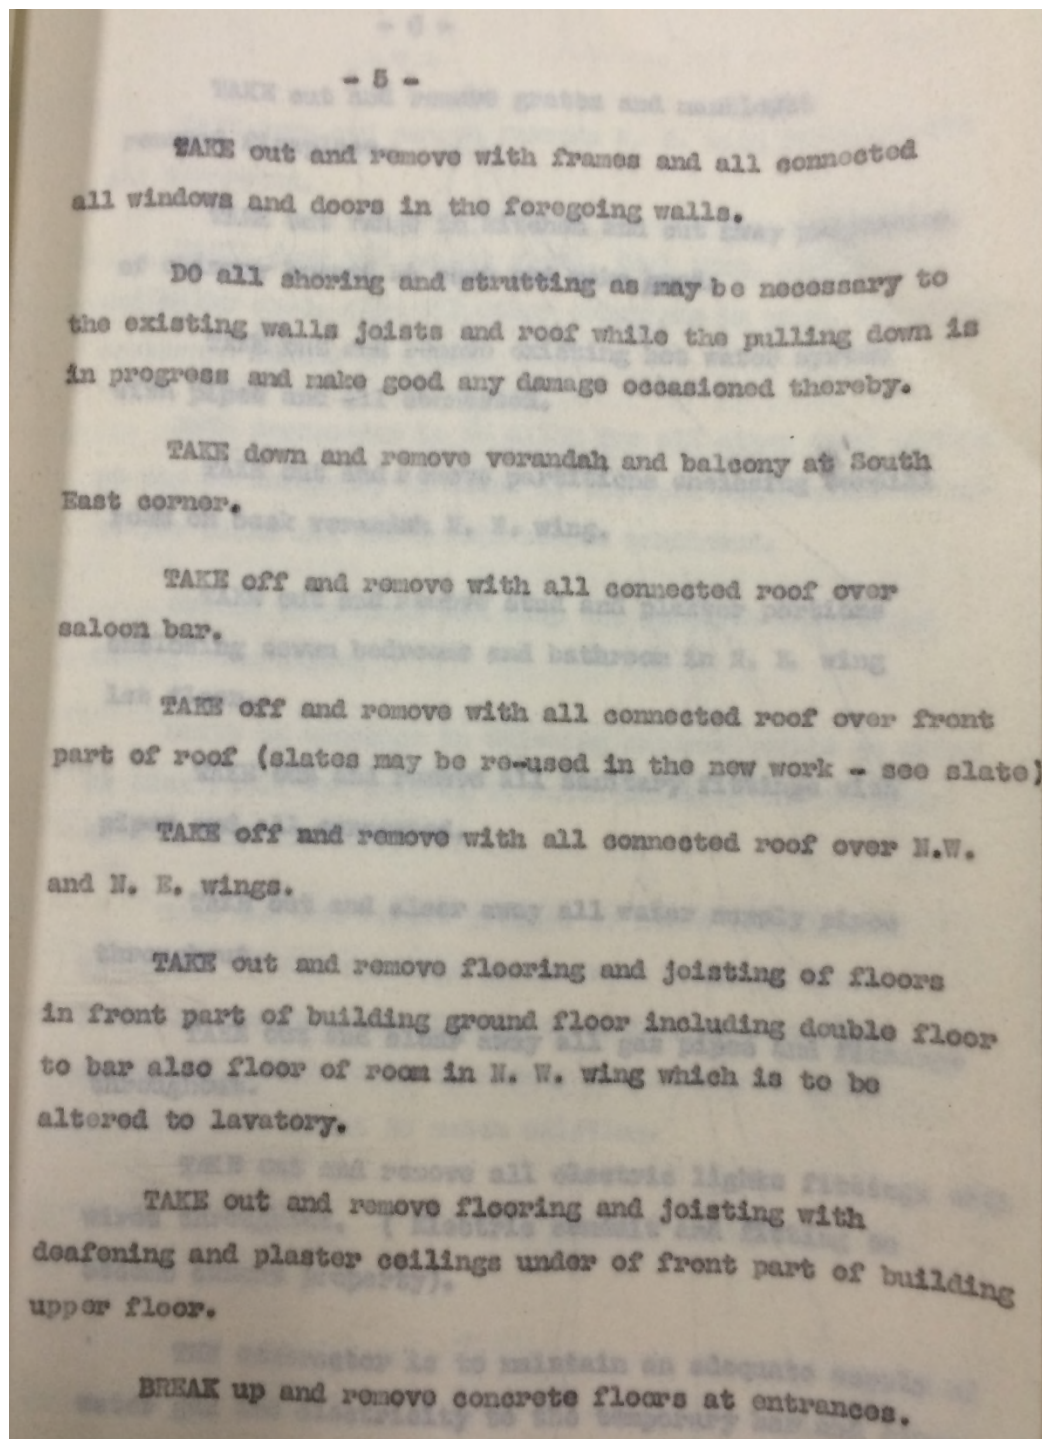 - 5 -
TAKE out and remove with frames and all connected
all windows and doors in the foregoing walls.
DO all shoring and strutting as may be necessary to
the existing walls joists and roof while the pulling down is
in progress and make good any damage occasioned thereby.
TAKE down and remove verandah and balcony at South
East corner.
TAKE off and remove with all connected roof over
saloon bar.
TAKE off and remove with all connected roof over front
part of roof (slates may be re-used in the new work - see slate)
TAKE off and remove with all connected roof over N.W.
and N. E. wings.
TAKE out and remove flooring and joisting of floors
in front part of building ground floor including double floor
to bar also floor of room in N. W. wing which is to be
altered to lavatory.
TAKE out and remove flooring and joisting with
deafening and plaster ceilings under of front part of building
upper floor.
BREAK up and remove concrete floors at entrances.